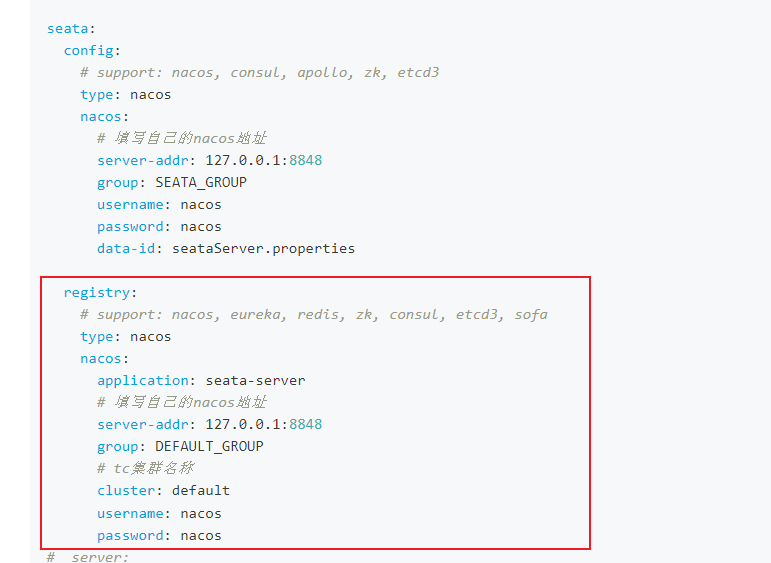 seata:
  config:
    # support: nacos, consul, apollo, zk, etcd3
    type: nacos
    nacos:
      # 填写自己的nacos地址
      server-addr: 127.0.0.1:8848
      group: SEATA_GROUP
      username: nacos
      password: nacos
      data-id: seataServer.properties
  registry:
    # support: nacos, eureka, redis, zk, consul, etcd3, sofa
    type: nacos
    nacos:
      application: seata-server
      # 填写自己的nacos地址
      server-addr: 127.0.0.1:8848
      group: DEFAULT_GROUP
      # tc集群名称
      cluster: default
      username: nacos
      password: nacos
#  server: